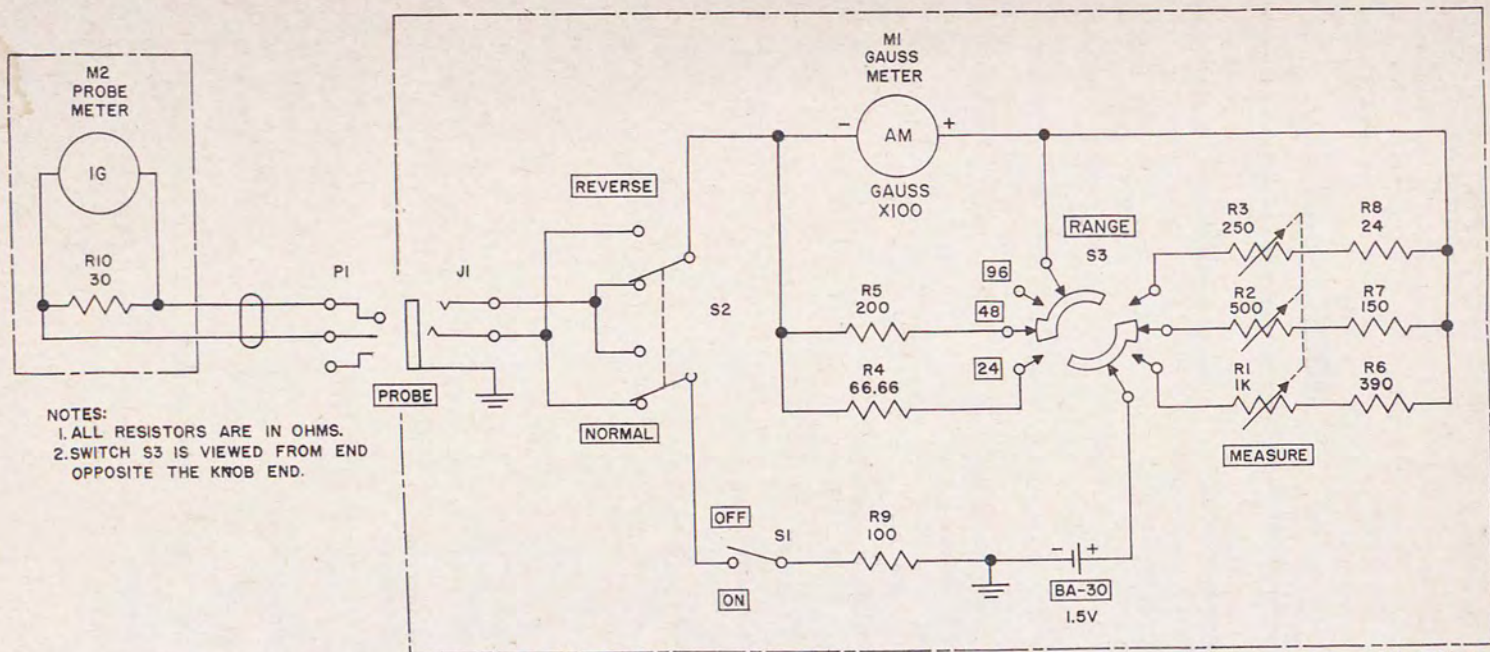 M2
PROBE
METER
IG
R10
30
P1
J1
PROBE
NOTES:
1. ALL RESISTORS ARE IN OHMS.
2. SWITCH S3 IS VIEWED FROM END
OPPOSITE THE KNOB END.
REVERSE
S2
NORMAL
OFF
S1
ON
R9
100
- +
BA-30
1.5V
M1
GAUSS
METER
- AM +
GAUSS
X100
RANGE
S3
96
48
24
R5
200
R4
66.66
R3
250
R8
24
R2
500
R7
150
R1
1K
R6
390
MEASURE